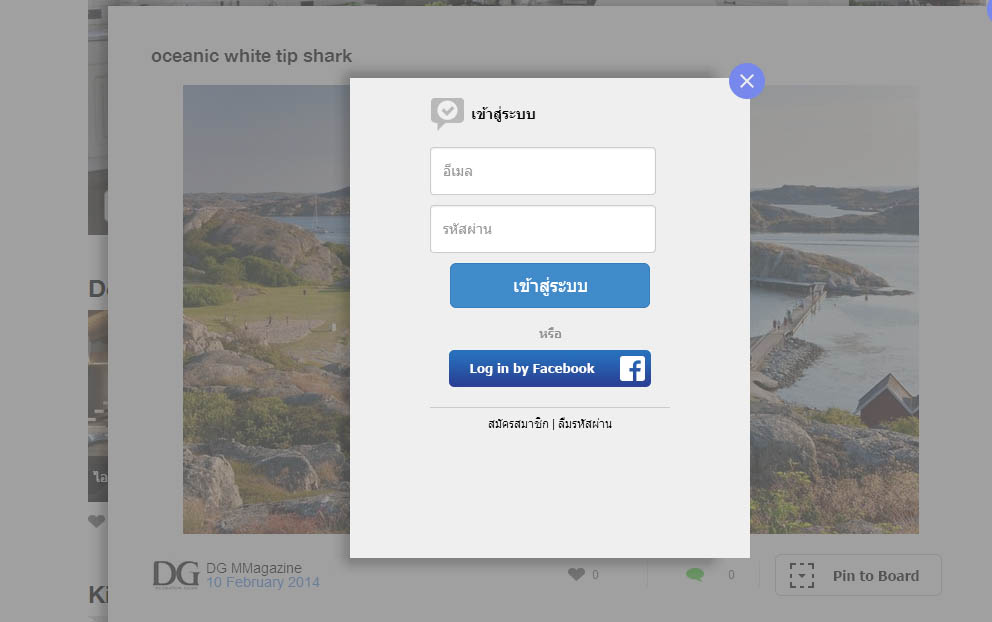 oceanic white tip shark
เข้าสู่ระบบ
อีเมล
รหัสผ่าน
เข้าสู่ระบบ
หรือ
Log in by Facebook
สมัครสมาชิก | ลืมรหัสผ่าน
D
ไอ
Ki
DG
DG MMagazine
10 February 2014
0
0
Pin to Board